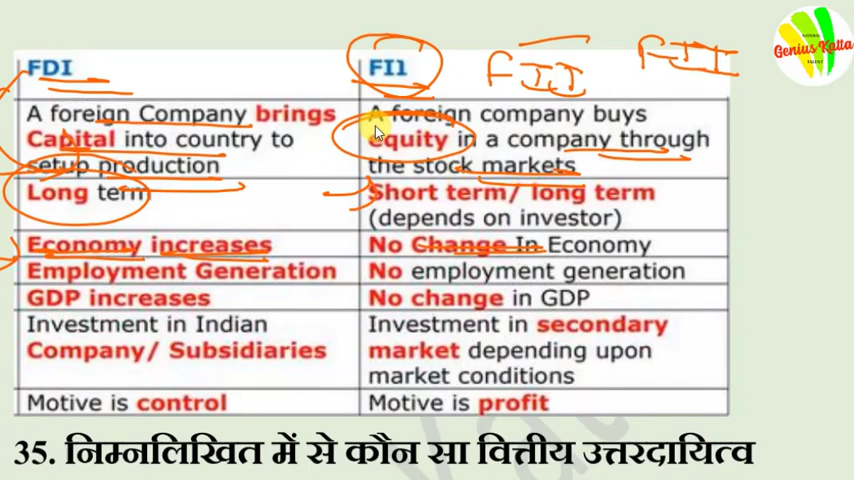 FDI
FI1
FII
FII
NATURAL
Genius Katta
TALENT
A foreign Company brings
Capital into country to
setup production
A foreign company buys
equity in a company through
the stock markets
Long term
Short term/ long term
(depends on investor)
Economy increases
No Change In Economy
Employment Generation
No employment generation
GDP increases
No change in GDP
Investment in Indian
Company/ Subsidiaries
Investment in secondary
market depending upon
market conditions
Motive is control
Motive is profit
35. निम्नलिखित में से कौन सा वित्तीय उत्तरदायित्व